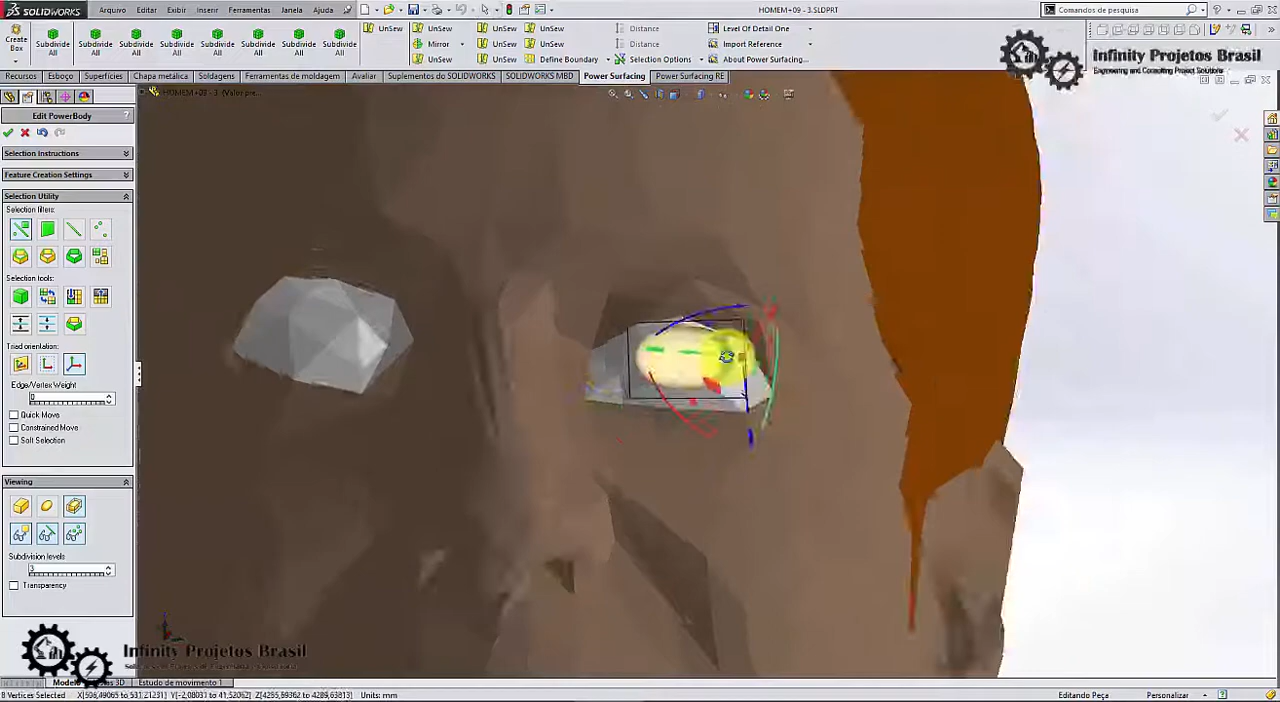 SOLIDWORKS
Arquivo Editar Exibir Inserir Ferramentas Janela Ajuda
HOMEM+09 - 3.SLDPRT
Comandos de pesquisa
Create Box
Subdivide All
Subdivide All
Subdivide All
Subdivide All
Subdivide All
Subdivide All
Subdivide All
Subdivide All
UnSew
UnSew
UnSew
UnSew
Distance
Level Of Detail One
Mirror
UnSew
UnSew
Distance
Import Reference
UnSew
UnSew
Define Boundary
Selection Options
About Power Surfacing...
Infinity Projetos Brasil
Engineering and Consulting Project Solutions
Recursos Esboço Superfícies Chapa metálica Soldagens Ferramentas de moldagem Avaliar Suplementos do SOLIDWORKS SOLIDWORKS MBD Power Surfacing Power Surfacing RE
Edit PowerBody
?
Selection Instructions
Feature Creation Settings
Selection Utility
Selection filters:
Selection tools:
Triad orientation:
Edge/Vertex Weight
0
Quick Move
Constrained Move
Soft Selection
Viewing
Subdivision levels
3
Transparency
Infinity Projetos Brasil
Estudo de movimento 1
8 Vertices Selected
Units: mm
Editando Peça
Personalizar